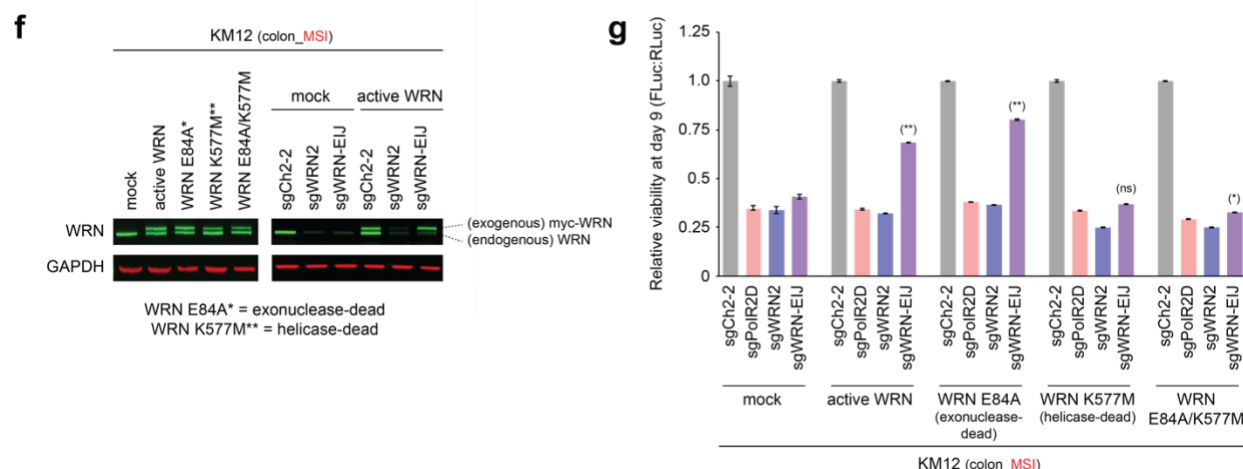 f
KM12 (colon_MSI)
mock
active WRN
WRN E84A*
WRN K577M**
WRN E84A/K577M
mock
active WRN
sgCh2-2
sgWRN2
sgWRN-EIJ
sgCh2-2
sgWRN2
sgWRN-EIJ
WRN
(exogenous) myc-WRN
(endogenous) WRN
GAPDH
WRN E84A* = exonuclease-dead
WRN K577M** = helicase-dead
g
Relative viability at day 9 (FLuc:RLuc)
1.25
1.0
0.75
0.5
0.25
0
(**)
(**)
(ns)
(*)
sgCh2-2
sgPolR2D
sgWRN2
sgWRN-EIJ
sgCh2-2
sgPolR2D
sgWRN2
sgWRN-EIJ
sgCh2-2
sgPolR2D
sgWRN2
sgWRN-EIJ
sgCh2-2
sgPolR2D
sgWRN2
sgWRN-EIJ
sgCh2-2
sgPolR2D
sgWRN2
sgWRN-EIJ
mock
active WRN
WRN E84A
(exonuclease-
dead)
WRN K577M
(helicase-dead)
WRN
E84A/K577M
KM12 (colon_MSI)